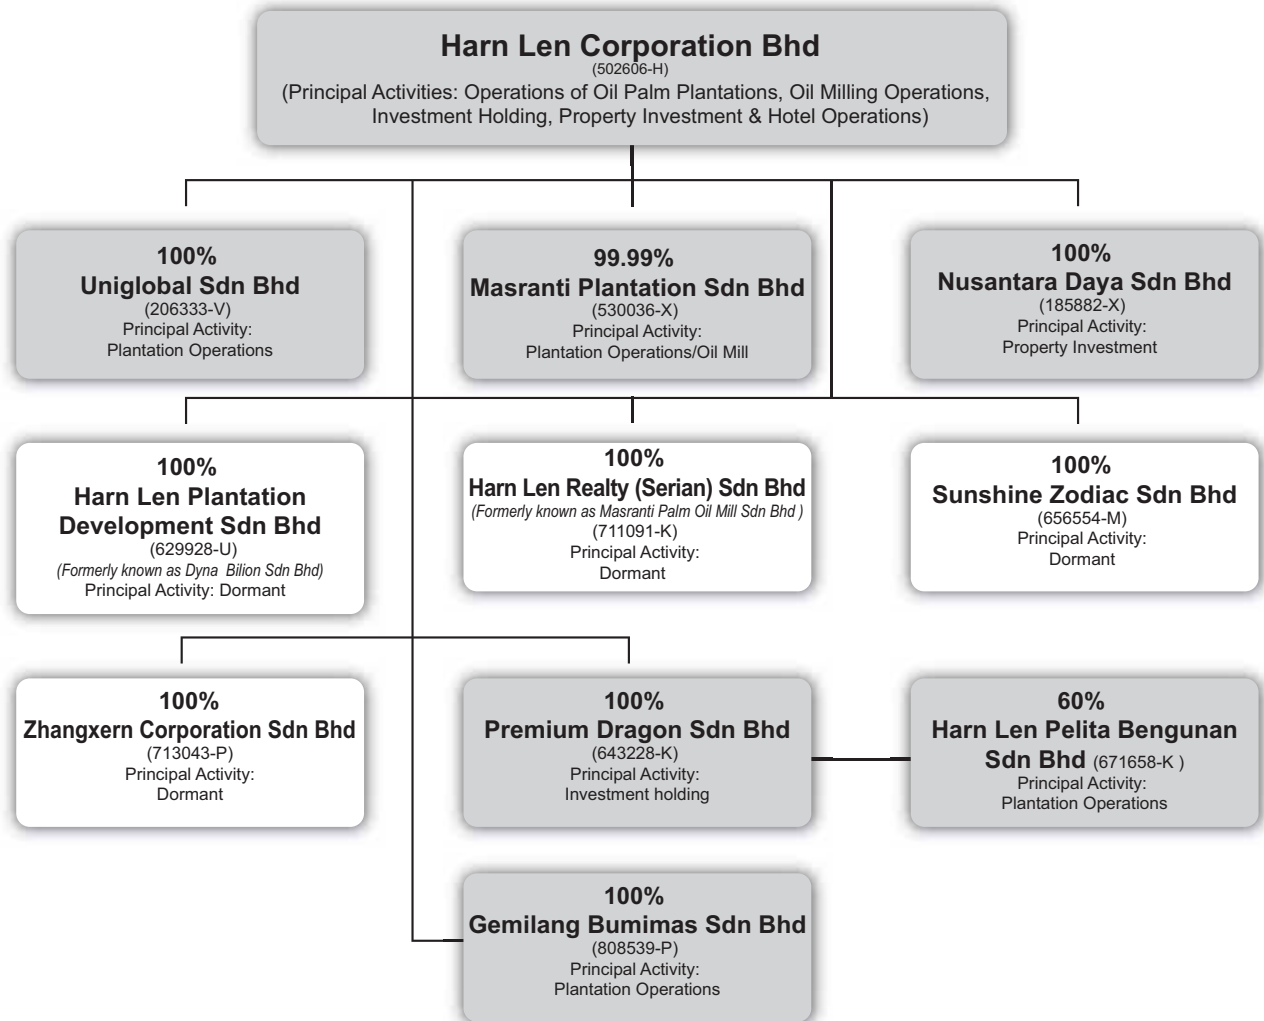 Harn Len Corporation Bhd
(502606-H)
(Principal Activities: Operations of Oil Palm Plantations, Oil Milling Operations,
Investment Holding, Property Investment & Hotel Operations)
100%
Uniglobal Sdn Bhd
(206333-V)
Principal Activity:
Plantation Operations
99.99%
Masranti Plantation Sdn Bhd
(530036-X)
Principal Activity:
Plantation Operations/Oil Mill
100%
Nusantara Daya Sdn Bhd
(185882-X)
Principal Activity:
Property Investment
100%
Harn Len Plantation
Development Sdn Bhd
(629928-U)
(Formerly known as Dyna Bilion Sdn Bhd)
Principal Activity: Dormant
100%
Harn Len Realty (Serian) Sdn Bhd
(Formerly known as Masranti Palm Oil Mill Sdn Bhd )
(711091-K)
Principal Activity:
Dormant
100%
Sunshine Zodiac Sdn Bhd
(656554-M)
Principal Activity:
Dormant
100%
Zhangxern Corporation Sdn Bhd
(713043-P)
Principal Activity:
Dormant
100%
Premium Dragon Sdn Bhd
(643228-K)
Principal Activity:
Investment holding
60%
Harn Len Pelita Bengunan
Sdn Bhd (671658-K )
Principal Activity:
Plantation Operations
100%
Gemilang Bumimas Sdn Bhd
(808539-P)
Principal Activity:
Plantation Operations